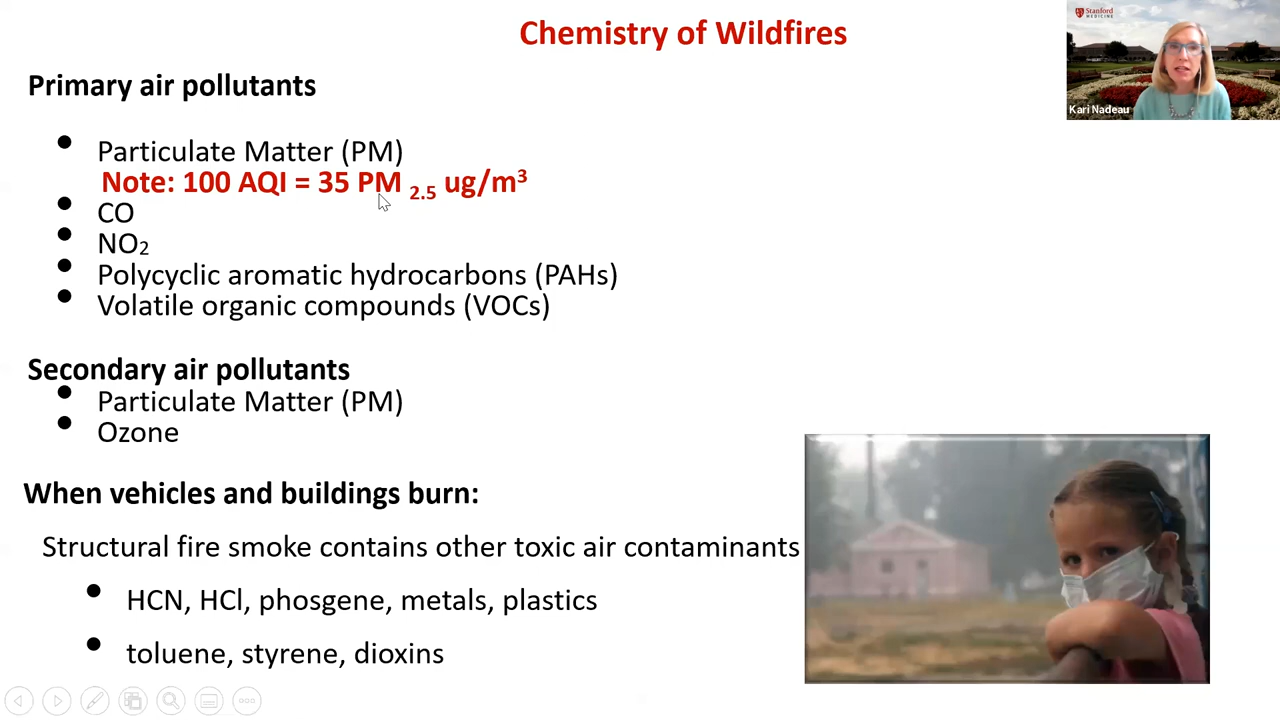 Chemistry of Wildfires
Stanford
MEDICINE
Kari Nadeau
Primary air pollutants
• Particulate Matter (PM)
Note: 100 AQI = 35 PM 2.5 ug/m³
• CO
• NO₂
• Polycyclic aromatic hydrocarbons (PAHs)
• Volatile organic compounds (VOCs)
Secondary air pollutants
• Particulate Matter (PM)
• Ozone
When vehicles and buildings burn:
Structural fire smoke contains other toxic air contaminants
• HCN, HCl, phosgene, metals, plastics
• toluene, styrene, dioxins